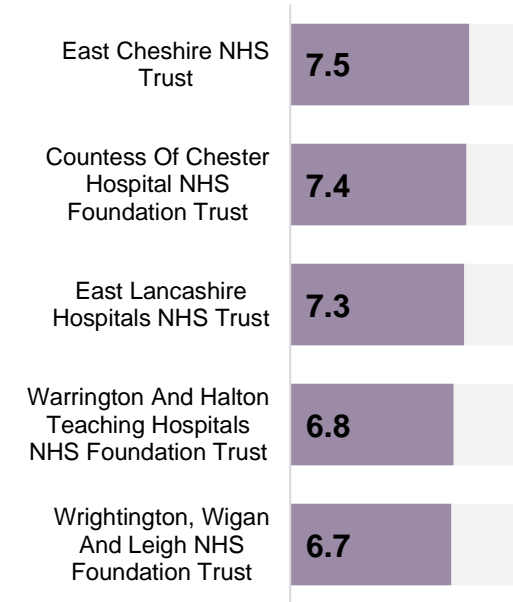 East Cheshire NHS
Trust
7.5
Countess Of Chester
Hospital NHS
Foundation Trust
7.4
East Lancashire
Hospitals NHS Trust
7.3
Warrington And Halton
Teaching Hospitals
NHS Foundation Trust
6.8
Wrightington, Wigan
And Leigh NHS
Foundation Trust
6.7